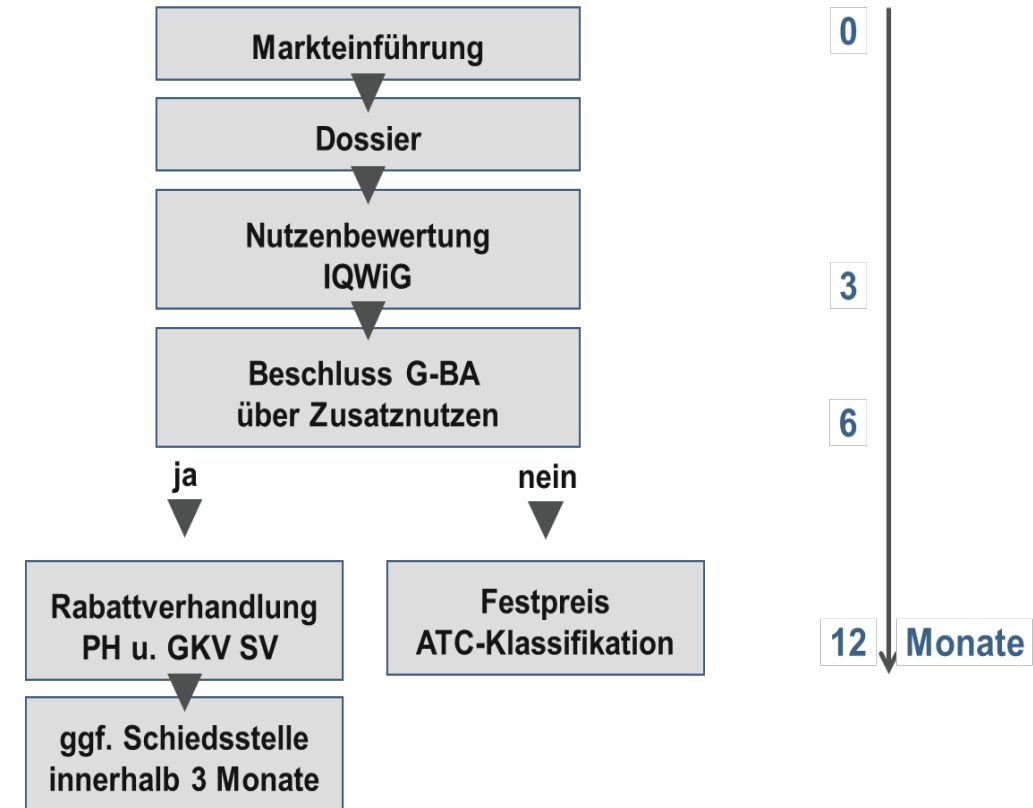 Markteinführung
0
Dossier
Nutzenbewertung
IQWiG
3
Beschluss G-BA
über Zusatznutzen
6
ja
nein
Rabattverhandlung
PH u. GKV SV
Festpreis
ATC-Klassifikation
12 Monate
ggf. Schiedsstelle
innerhalb 3 Monate